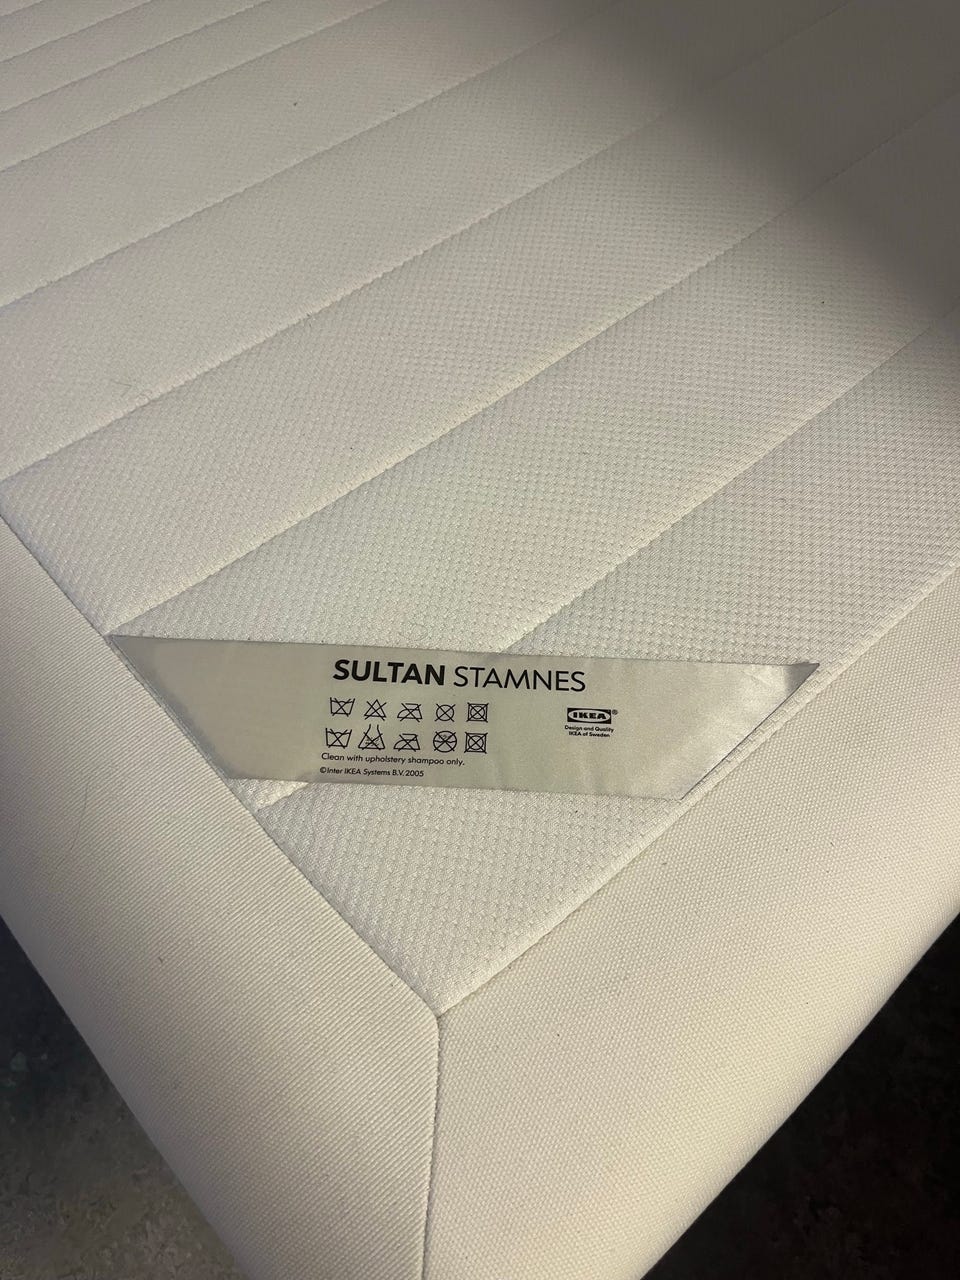 SULTAN STAMNES
IKEA®
Design and Quality
IKEA of Sweden
Clean with upholstery shampoo only.
©Inter IKEA Systems B.V. 2005